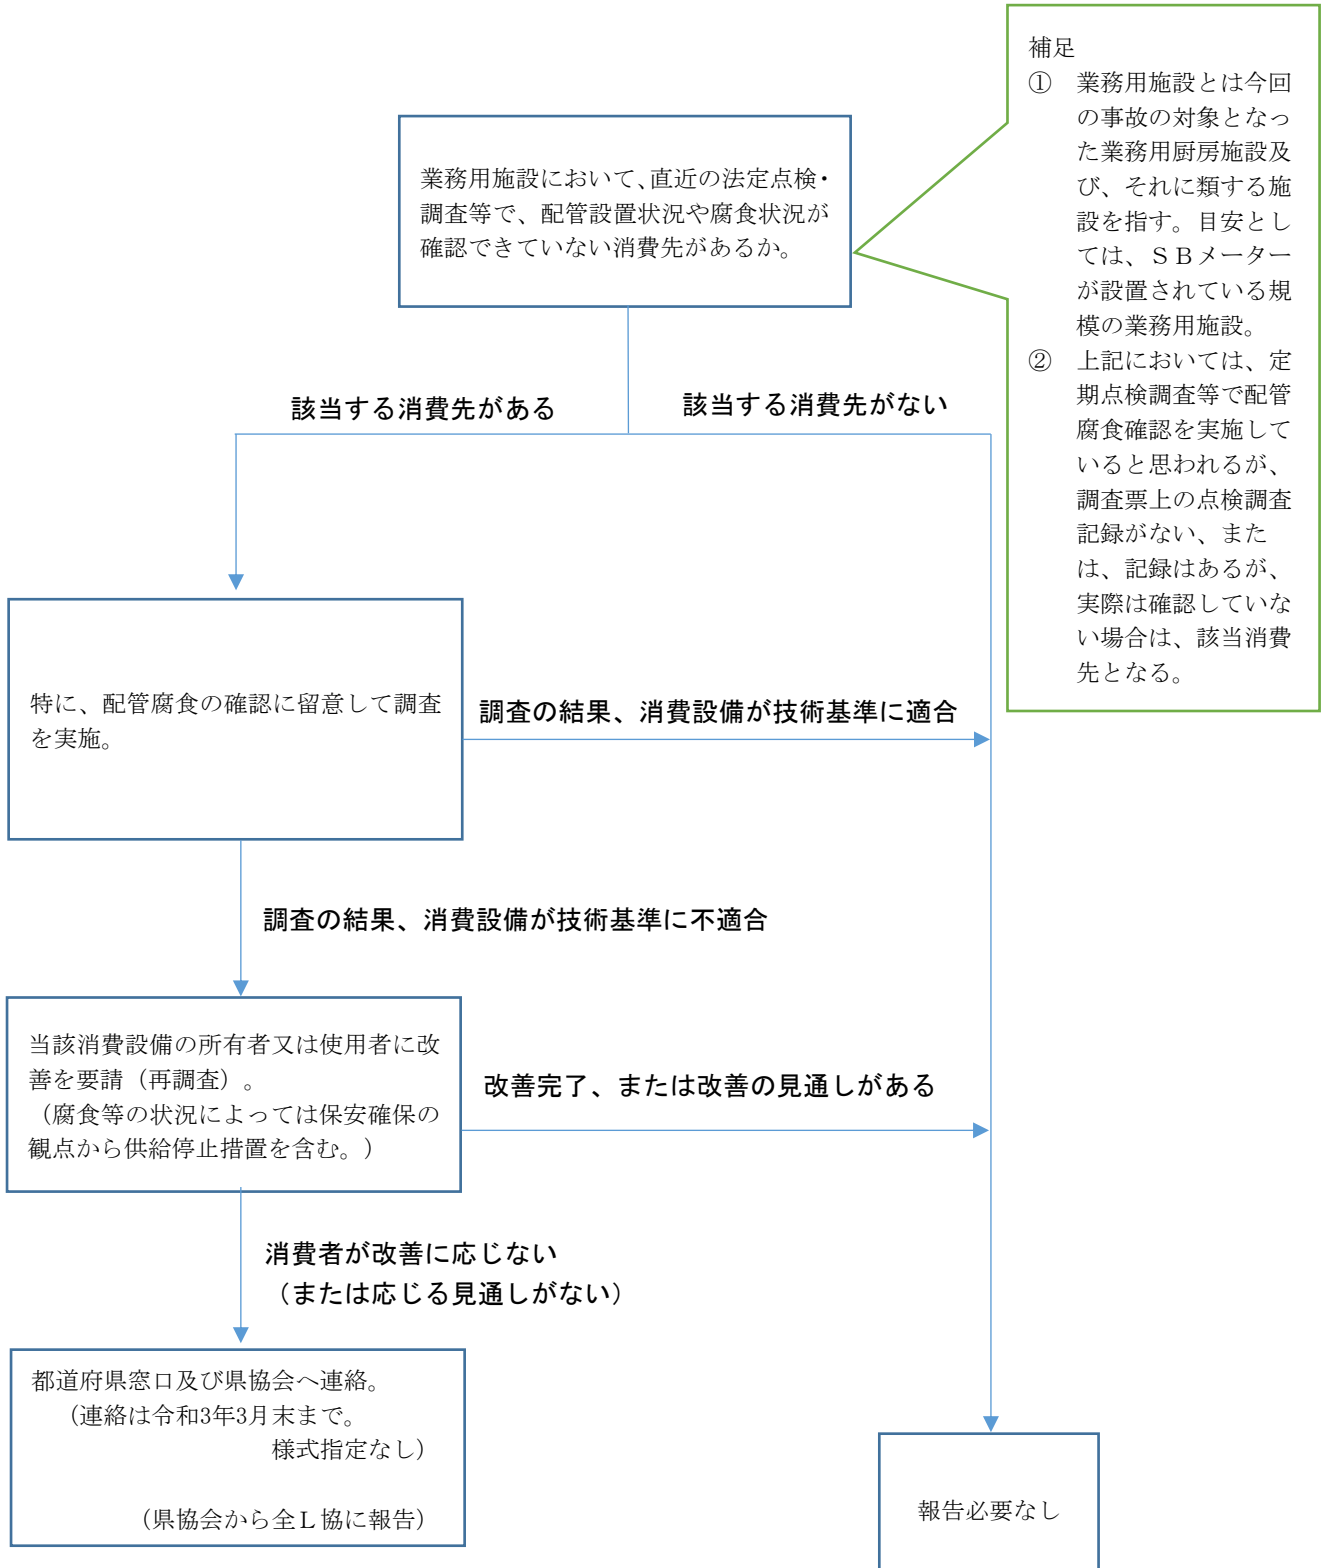 補足
① 業務用施設とは今回
の事故の対象となっ
た業務用厨房施設及
び、それに類する施
設を指す。目安とし
ては、ＳＢメーター
が設置されている規
模の業務用施設。
② 上記においては、定
期点検調査等で配管
腐食確認を実施して
いると思われるが、
調査票上の点検調査
記録がない、また
は、記録はあるが、
実際は確認していな
い場合は、該当消費
先となる。
業務用施設において、直近の法定点検・
調査等で、配管設置状況や腐食状況が
確認できていない消費先があるか。
該当する消費先がある
該当する消費先がない
特に、配管腐食の確認に留意して調査
を実施。
調査の結果、消費設備が技術基準に適合
調査の結果、消費設備が技術基準に不適合
当該消費設備の所有者又は使用者に改
善を要請（再調査）。
（腐食等の状況によっては保安確保の
観点から供給停止措置を含む。）
改善完了、または改善の見通しがある
消費者が改善に応じない
（または応じる見通しがない）
都道府県窓口及び県協会へ連絡。
（連絡は令和3年3月末まで。
様式指定なし）
（県協会から全Ｌ協に報告）
報告必要なし